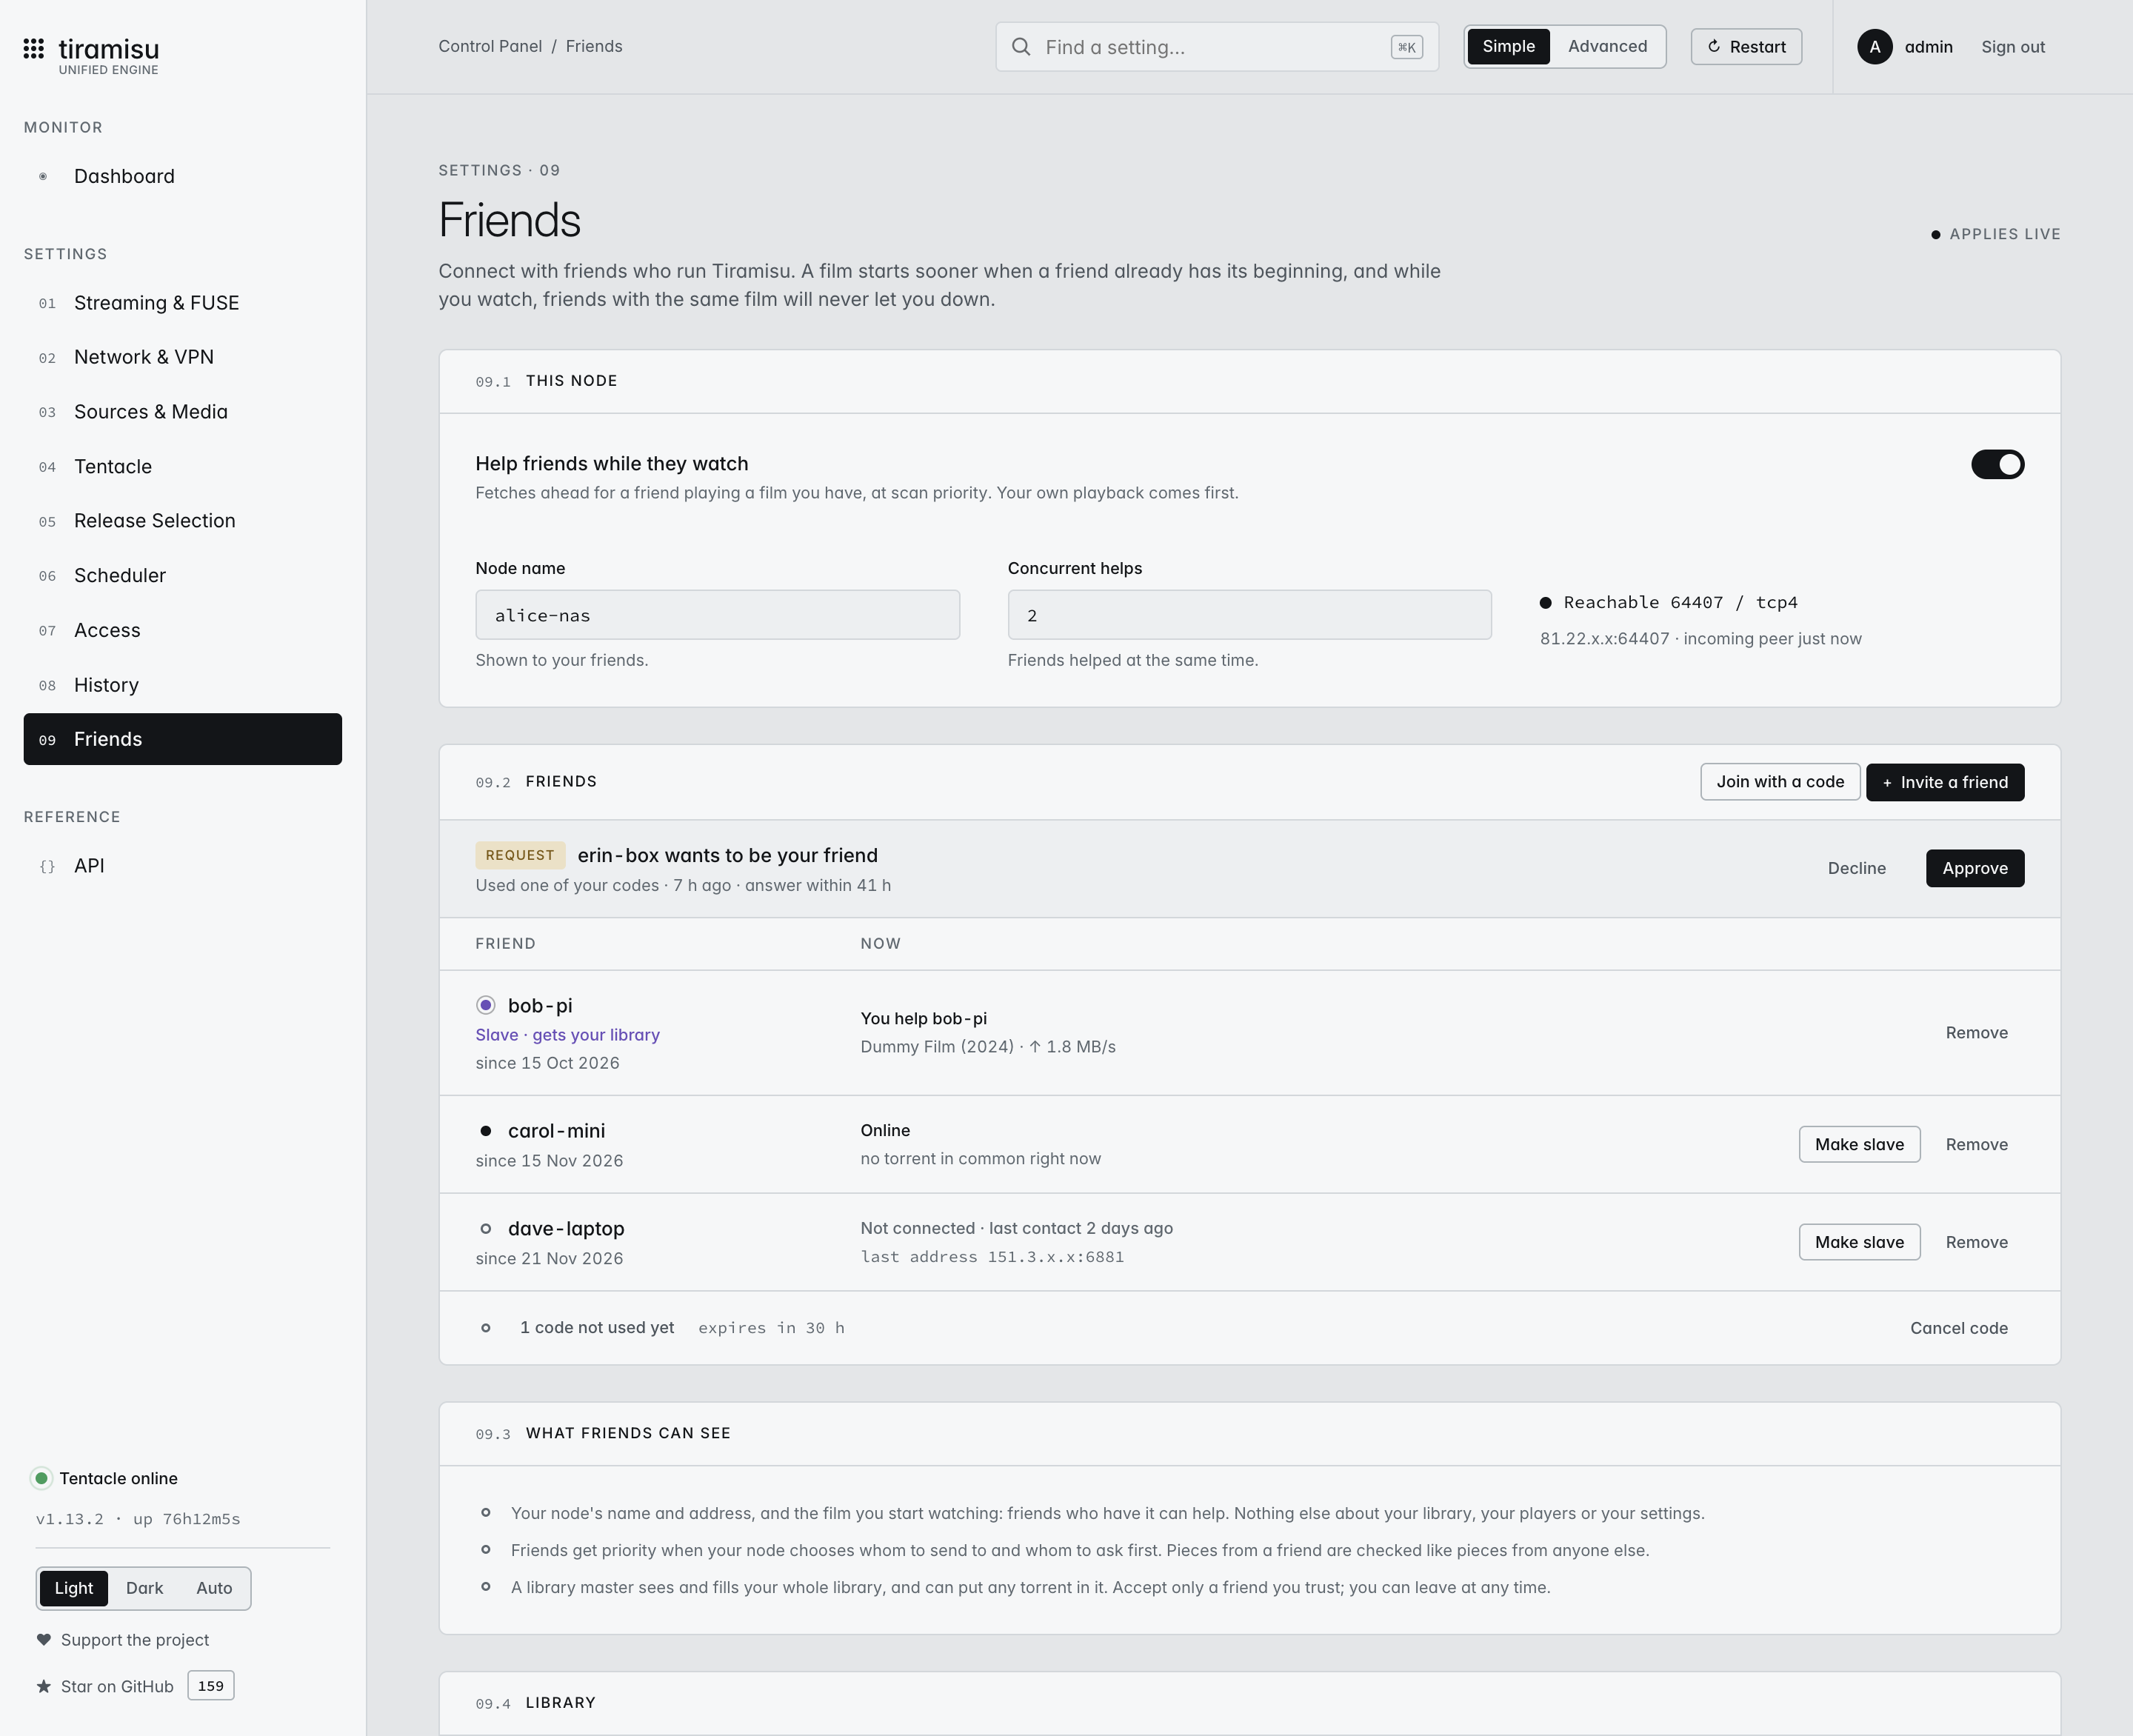 tiramisu
UNIFIED ENGINE
MONITOR
Dashboard
SETTINGS
01 Streaming & FUSE
02 Network & VPN
03 Sources & Media
04 Tentacle
05 Release Selection
06 Scheduler
07 Access
08 History
09 Friends
REFERENCE
{} API
Tentacle online
v1.13.2 · up 76h12m5s
Light Dark Auto
Support the project
Star on GitHub 159
Control Panel / Friends
Find a setting... ⌘K
Simple Advanced
Restart
A admin Sign out
SETTINGS · 09
Friends
APPLIES LIVE
Connect with friends who run Tiramisu. A film starts sooner when a friend already has its beginning, and while
you watch, friends with the same film will never let you down.
09.1 THIS NODE
Help friends while they watch
Fetches ahead for a friend playing a film you have, at scan priority. Your own playback comes first.
Node name
alice-nas
Shown to your friends.
Concurrent helps
2
Friends helped at the same time.
Reachable 64407 / tcp4
81.22.x.x:64407 · incoming peer just now
09.2 FRIENDS
Join with a code + Invite a friend
REQUEST erin-box wants to be your friend
Used one of your codes · 7 h ago · answer within 41 h
Decline Approve
FRIEND NOW
bob-pi
Slave · gets your library
since 15 Oct 2026
You help bob-pi
Dummy Film (2024) · ↑ 1.8 MB/s
Remove
carol-mini
since 15 Nov 2026
Online
no torrent in common right now
Make slave Remove
dave-laptop
since 21 Nov 2026
Not connected · last contact 2 days ago
last address 151.3.x.x:6881
Make slave Remove
1 code not used yet expires in 30 h
Cancel code
09.3 WHAT FRIENDS CAN SEE
Your node's name and address, and the film you start watching: friends who have it can help. Nothing else about your library, your players or your settings.
Friends get priority when your node chooses whom to send to and whom to ask first. Pieces from a friend are checked like pieces from anyone else.
A library master sees and fills your whole library, and can put any torrent in it. Accept only a friend you trust; you can leave at any time.
09.4 LIBRARY